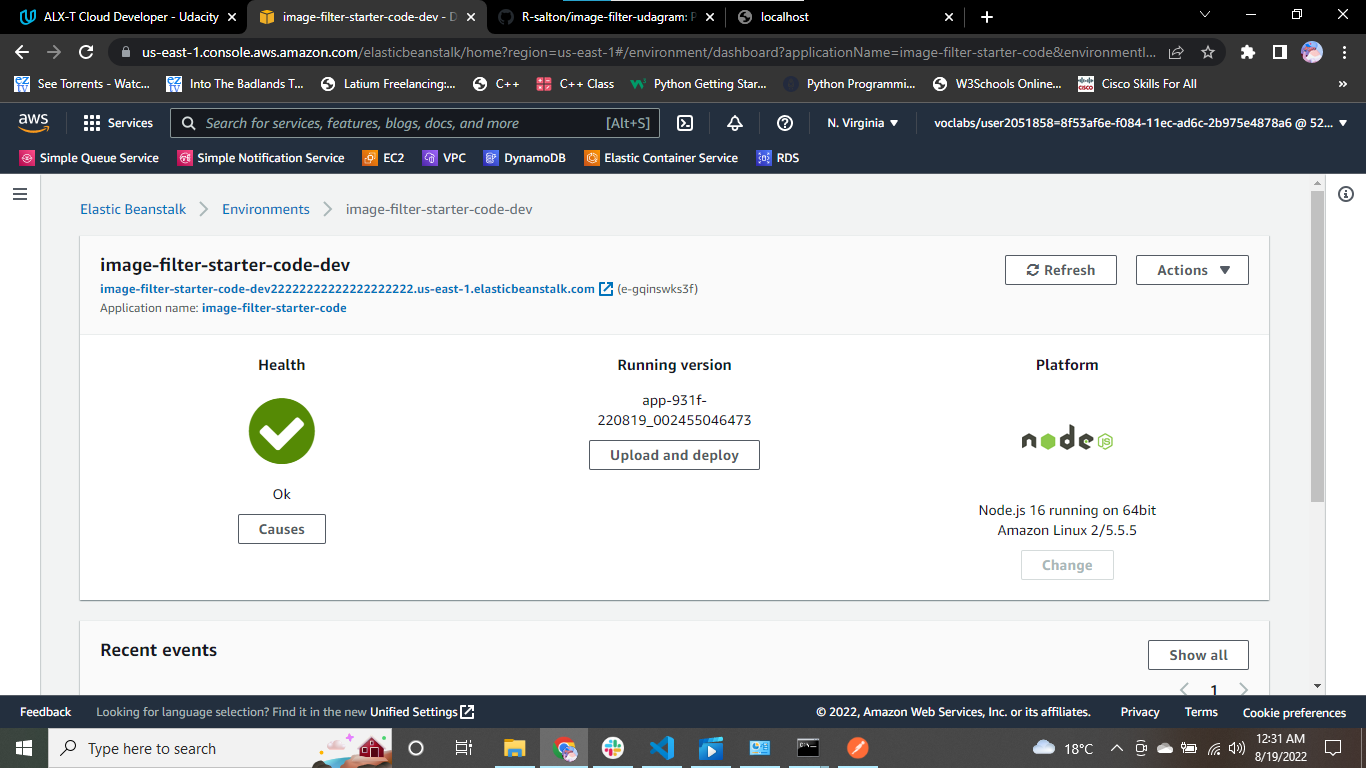 ALX-T Cloud Developer - Udacity
image-filter-starter-code-dev - D
R-salton/image-filter-udagram: P
localhost
us-east-1.console.aws.amazon.com/elasticbeanstalk/home?region=us-east-1#/environment/dashboard?applicationName=image-filter-starter-code&environmentI...
See Torrents - Watc...
Into The Badlands T...
Latium Freelancing:...
C++
C++ Class
Python Getting Star...
Python Programmi...
W3Schools Online...
Cisco Skills For All
»
aws
Services
Search for services, features, blogs, docs, and more
[Alt+S]
N. Virginia
voclabs/user2051858=8f53af6e-f084-11ec-ad6c-2b975e4878a6 @ 52...
Simple Queue Service
Simple Notification Service
EC2
VPC
DynamoDB
Elastic Container Service
RDS
Elastic Beanstalk
Environments
image-filter-starter-code-dev
image-filter-starter-code-dev
Refresh
Actions
image-filter-starter-code-dev22222222222222222222.us-east-1.elasticbeanstalk.com (e-gqinswks3f)
Application name: image-filter-starter-code
Health
Running version
Platform
app-931f-
220819_002455046473
Upload and deploy
node JS
Ok
Causes
Node.js 16 running on 64bit
Amazon Linux 2/5.5.5
Change
Recent events
Show all
1
Feedback
Looking for language selection? Find it in the new Unified Settings
© 2022, Amazon Web Services, Inc. or its affiliates.
Privacy
Terms
Cookie preferences
Type here to search
18°C
12:31 AM
8/19/2022